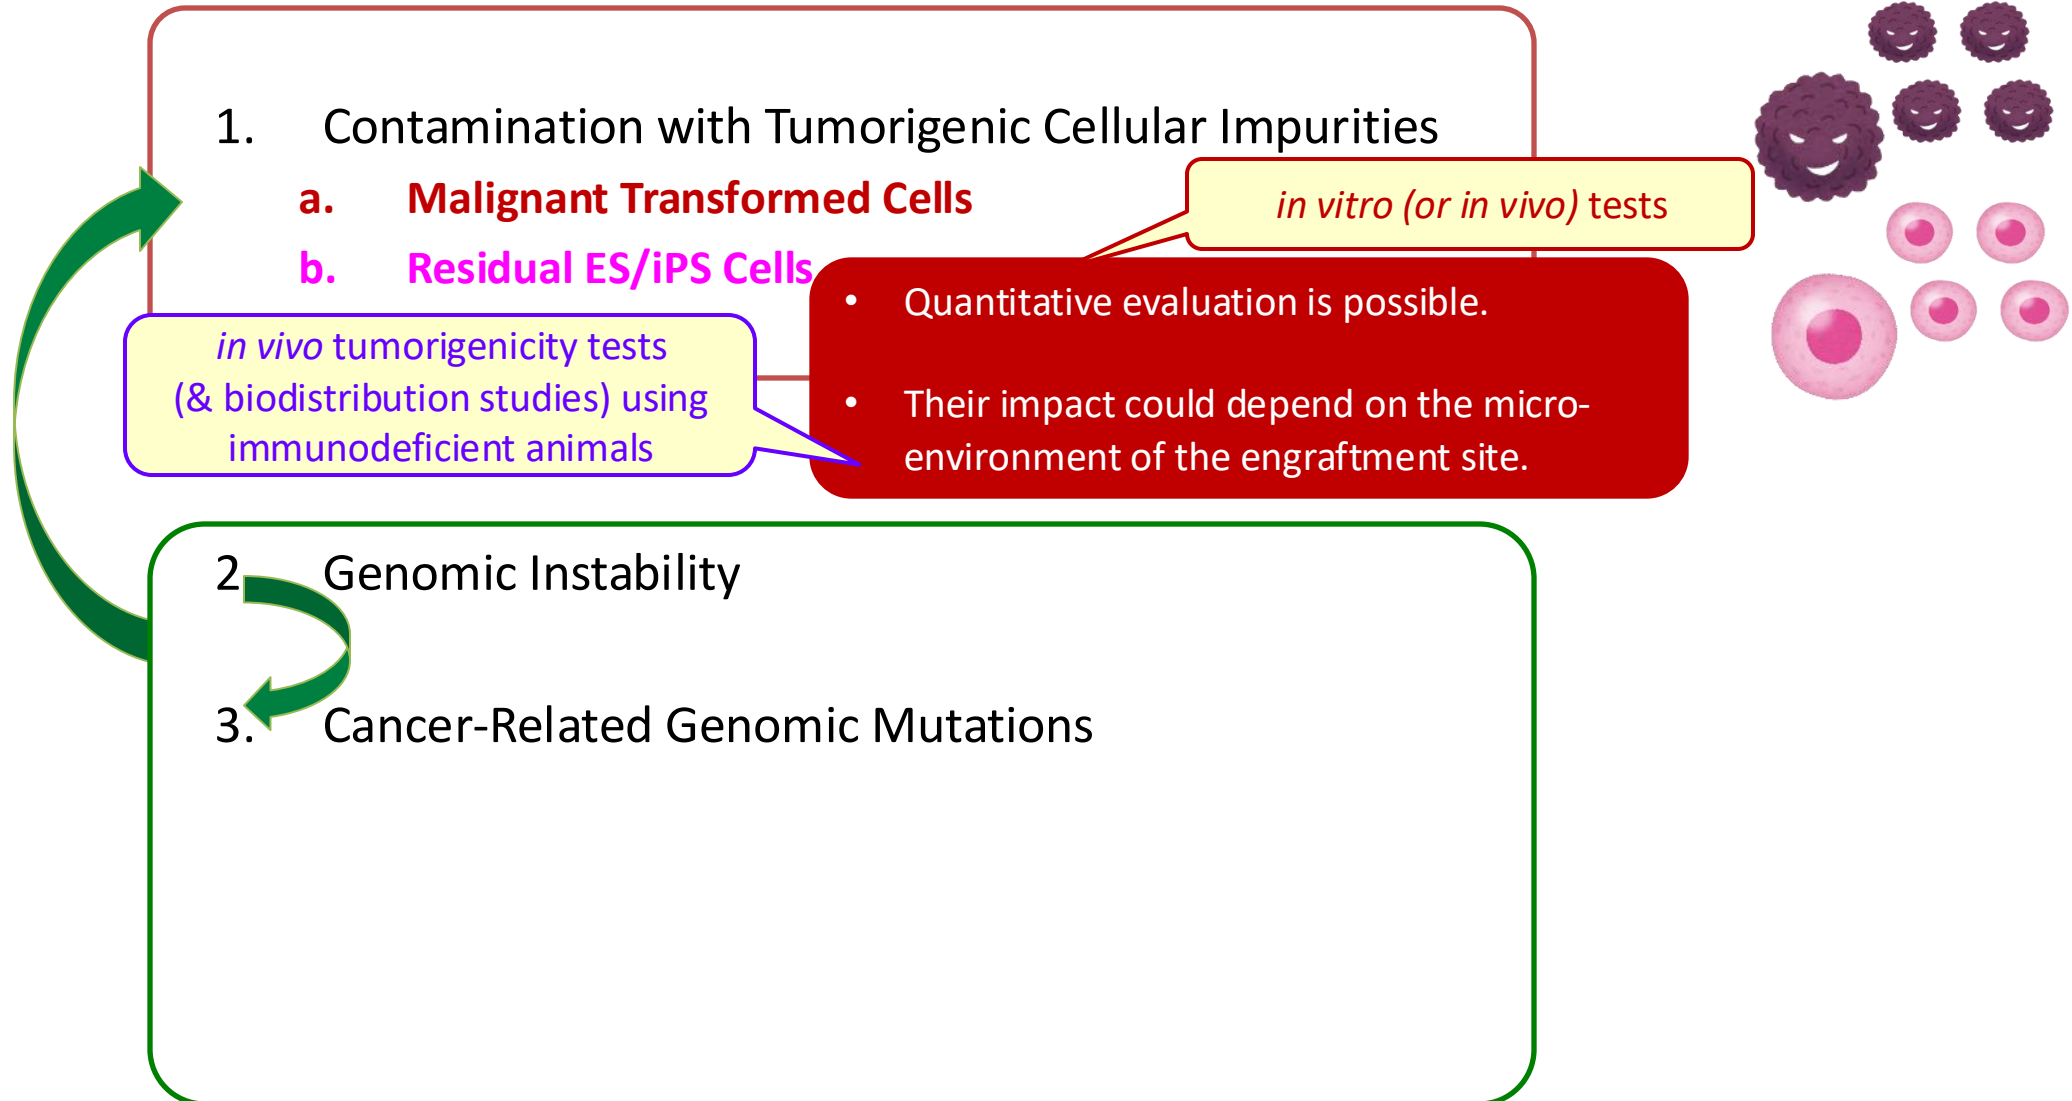 1. Contamination with Tumorigenic Cellular Impurities
a. Malignant Transformed Cells
in vitro (or in vivo) tests
b. Residual ES/iPS Cells
• Quantitative evaluation is possible.
• Their impact could depend on the micro-
environment of the engraftment site.
in vivo tumorigenicity tests
(& biodistribution studies) using
immunodeficient animals
2 Genomic Instability
3. Cancer-Related Genomic Mutations